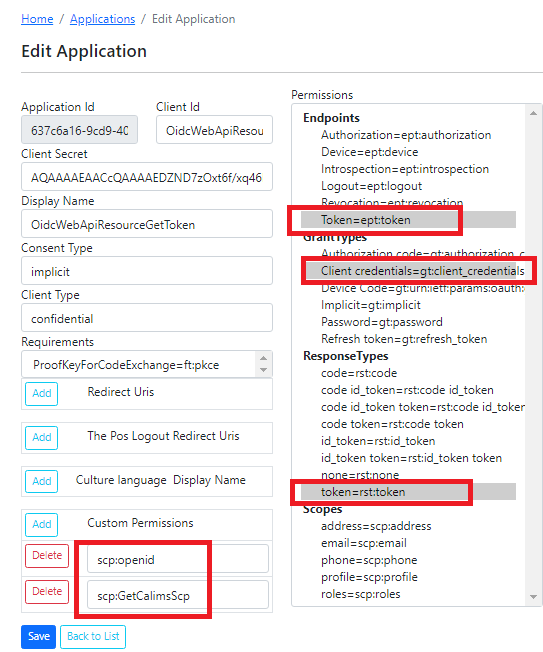 Home / Applications / Edit Application
Edit Application
Application Id
637c6a16-9cd9-40
Client Id
OidcWebApiResou
Client Secret
AQAAAAEAACcQAAAAEDZND7zOxt6f/xq46
Display Name
OidcWebApiResourceGetToken
Consent Type
implicit
Client Type
confidential
Requirements
ProofKeyForCodeExchange=ft:pkce
Add Redirect Uris
Add The Pos Logout Redirect Uris
Add Culture language Display Name
Add Custom Permissions
Delete scp:openid
Delete scp:GetCalimsScp
Save Back to List
Permissions
Endpoints
Authorization=ept:authorization
Device=ept:device
Introspection=ept:introspection
Logout=ept:logout
Revocation=ept:revocation
Token=ept:token
GrantTypes
Authorization code=gt:authorization_c
Client credentials=gt:client_credentials
Device Code=gt:urn:ietf:params:oauth:
Implicit=gt:implicit
Password=gt:password
Refresh token=gt:refresh_token
ResponseTypes
code=rst:code
code id_token=rst:code id_token
code id_token token=rst:code id_token
code token=rst:code token
id_token=rst:id_token
id_token token=rst:id_token token
none=rst:none
token=rst:token
Scopes
address=scp:address
email=scp:email
phone=scp:phone
profile=scp:profile
roles=scp:roles